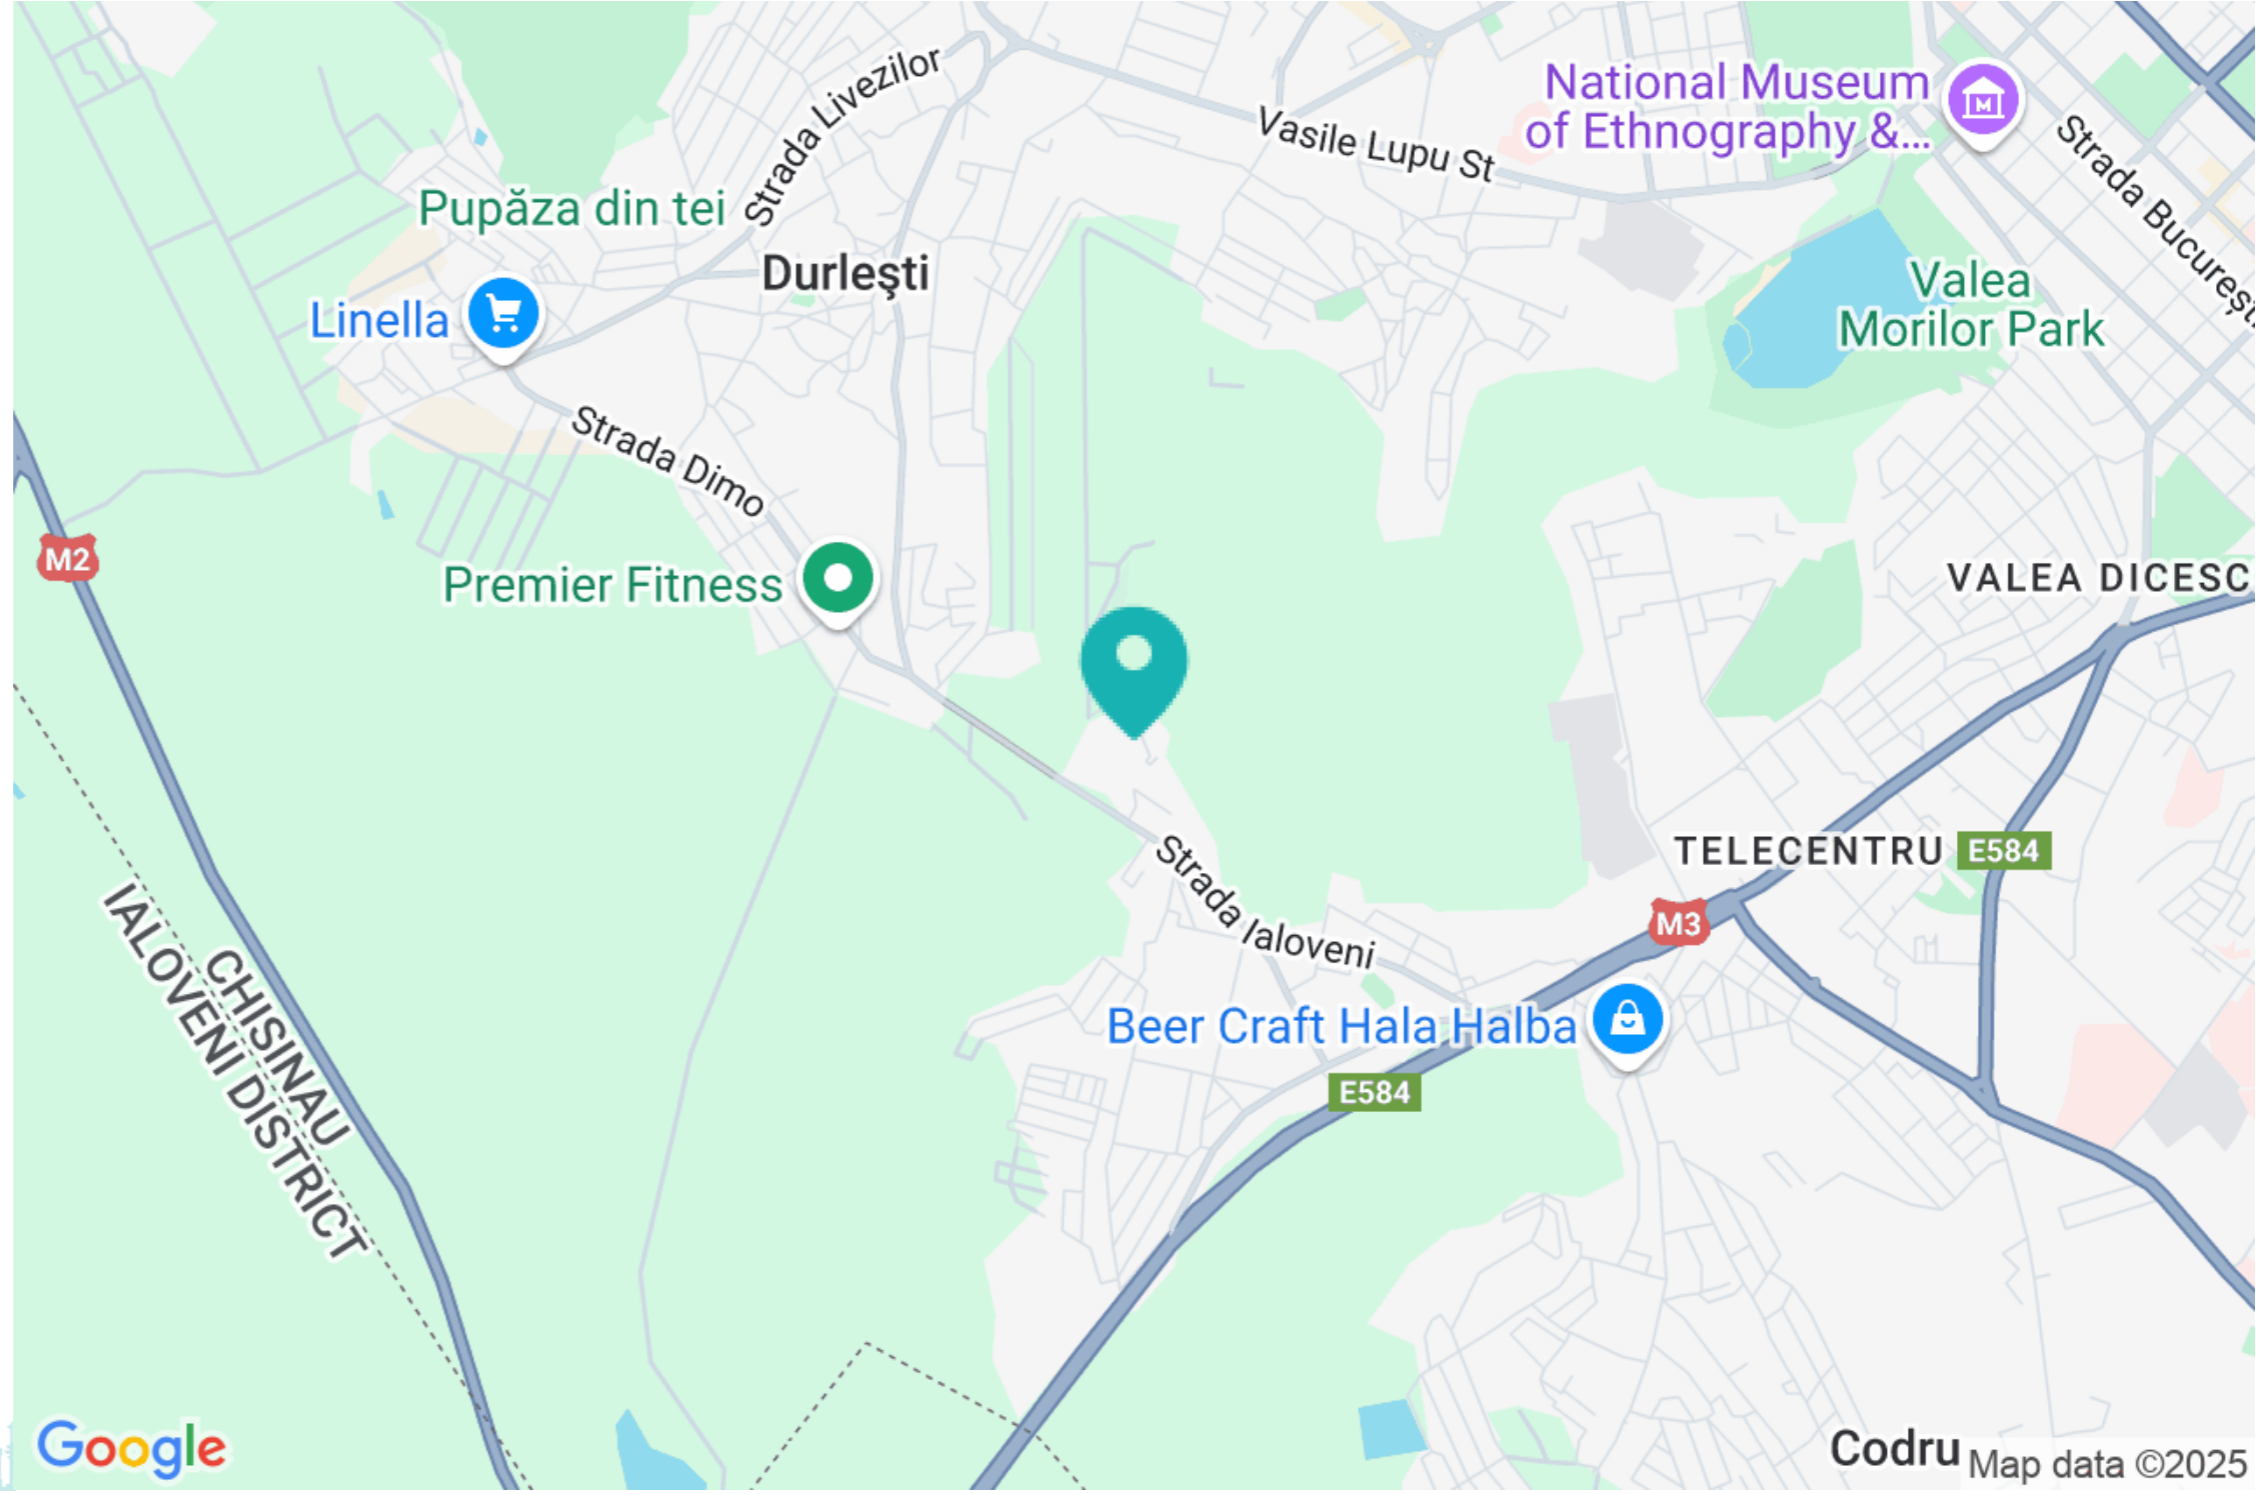 Strada Livezilor
National Museum
of Ethnography &...
Vasile Lupu St
Strada București
Pupăza din tei
Durleşti
Linella
Valea
Morilor Park
Strada Dimo
M2
Premier Fitness
VALEA DICESC
TELECENTRU
E584
Strada Ialoveni
M3
CHISINAU
IALOVENI DISTRICT
Beer Craft Hala Halba
E584
Google
Codru
Map data ©2025